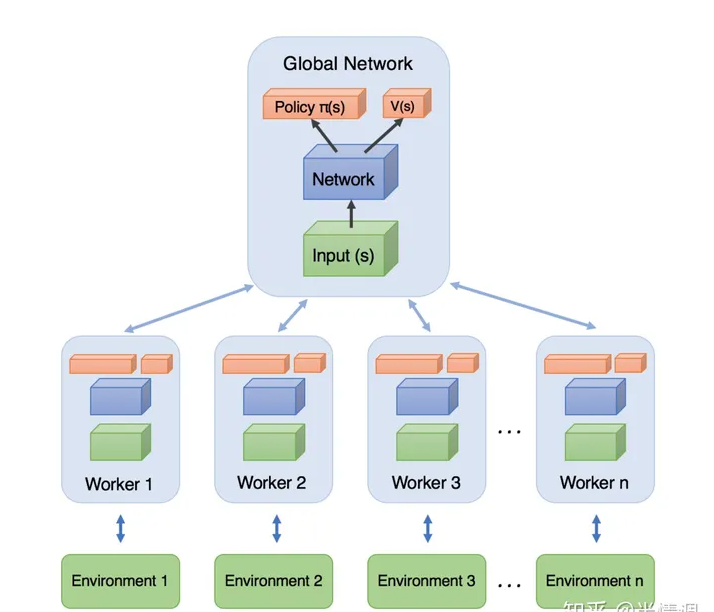 Global Network
Policy π(s)
V(s)
Network
Input (s)
Worker 1
Worker 2
Worker 3
...
Worker n
Environment 1
Environment 2
Environment 3
...
Environment n
知乎